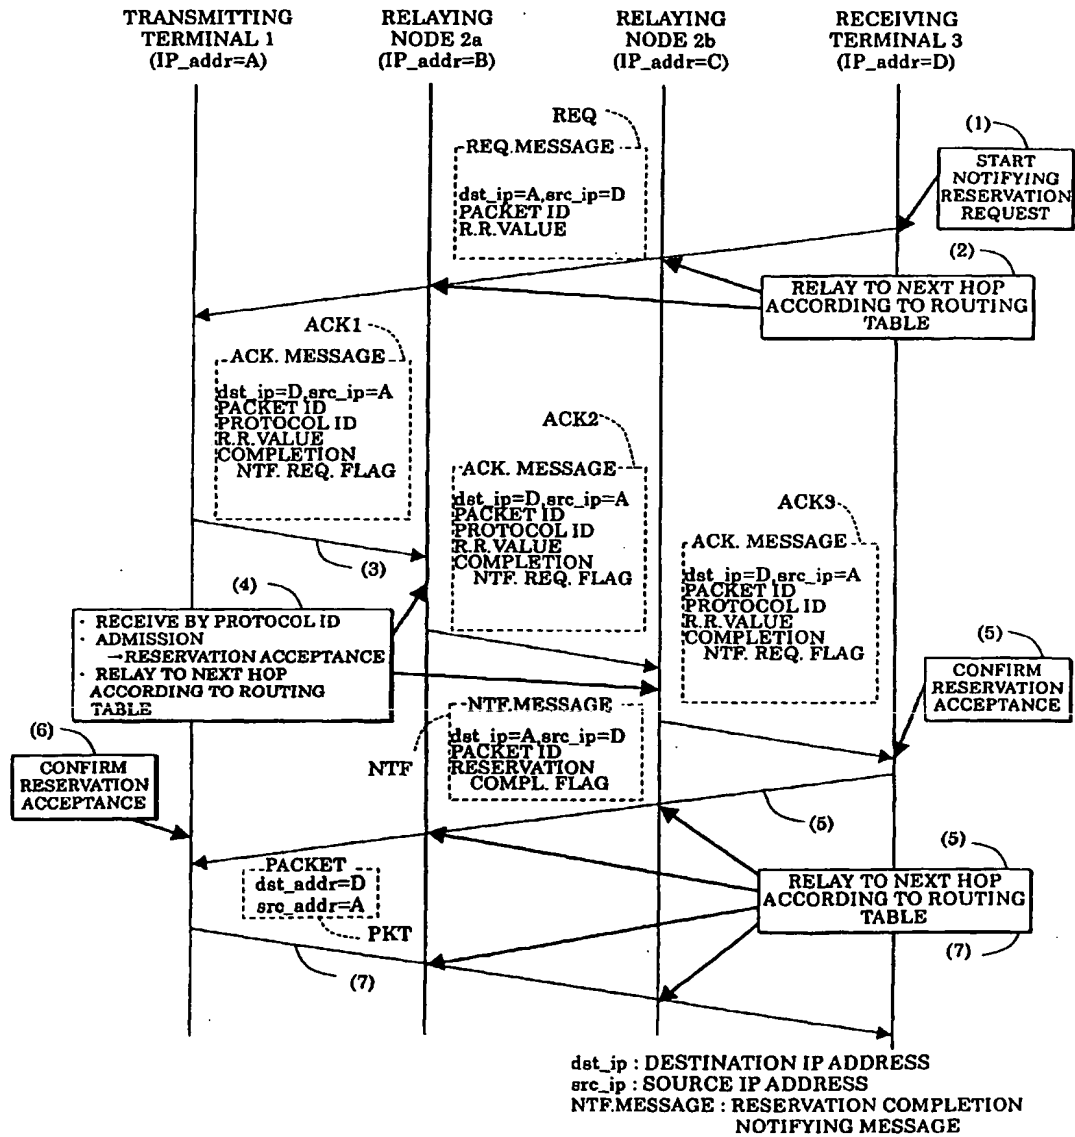 TRANSMITTING
TERMINAL 1
(IP_addr=A)
RELAYING
NODE 2a
(IP_addr=B)
RELAYING
NODE 2b
(IP_addr=C)
RECEIVING
TERMINAL 3
(IP_addr=D)
REQ
REQ.MESSAGE
dst_ip=A,src_ip=D
PACKET ID
R.R.VALUE
(1)
START
NOTIFYING
RESERVATION
REQUEST
(2)
RELAY TO NEXT HOP
ACCORDING TO ROUTING
TABLE
ACK1
ACK. MESSAGE
dst_ip=D,src_ip=A
PACKET ID
PROTOCOL ID
R.R.VALUE
COMPLETION
NTF. REQ. FLAG
(3)
ACK2
ACK. MESSAGE
dst_ip=D,src_ip=A
PACKET ID
PROTOCOL ID
R.R.VALUE
COMPLETION
NTF. REQ. FLAG
ACK3
ACK. MESSAGE
dst_ip=D,src_ip=A
PACKET ID
PROTOCOL ID
R.R.VALUE
COMPLETION
NTF. REQ. FLAG
(4)
· RECEIVE BY PROTOCOL ID
· ADMISSION
→RESERVATION ACCEPTANCE
· RELAY TO NEXT HOP
ACCORDING TO ROUTING
TABLE
(5)
CONFIRM
RESERVATION
ACCEPTANCE
NTF.MESSAGE
dst_ip=A,src_ip=D
PACKET ID
RESERVATION
COMPL. FLAG
NTF
(6)
CONFIRM
RESERVATION
ACCEPTANCE
(5)
(5)
RELAY TO NEXT HOP
ACCORDING TO ROUTING
TABLE
(7)
PACKET
dst_addr=D
src_addr=A
PKT
(7)
dst_ip : DESTINATION IP ADDRESS
src_ip : SOURCE IP ADDRESS
NTF.MESSAGE : RESERVATION COMPLETION
NOTIFYING MESSAGE